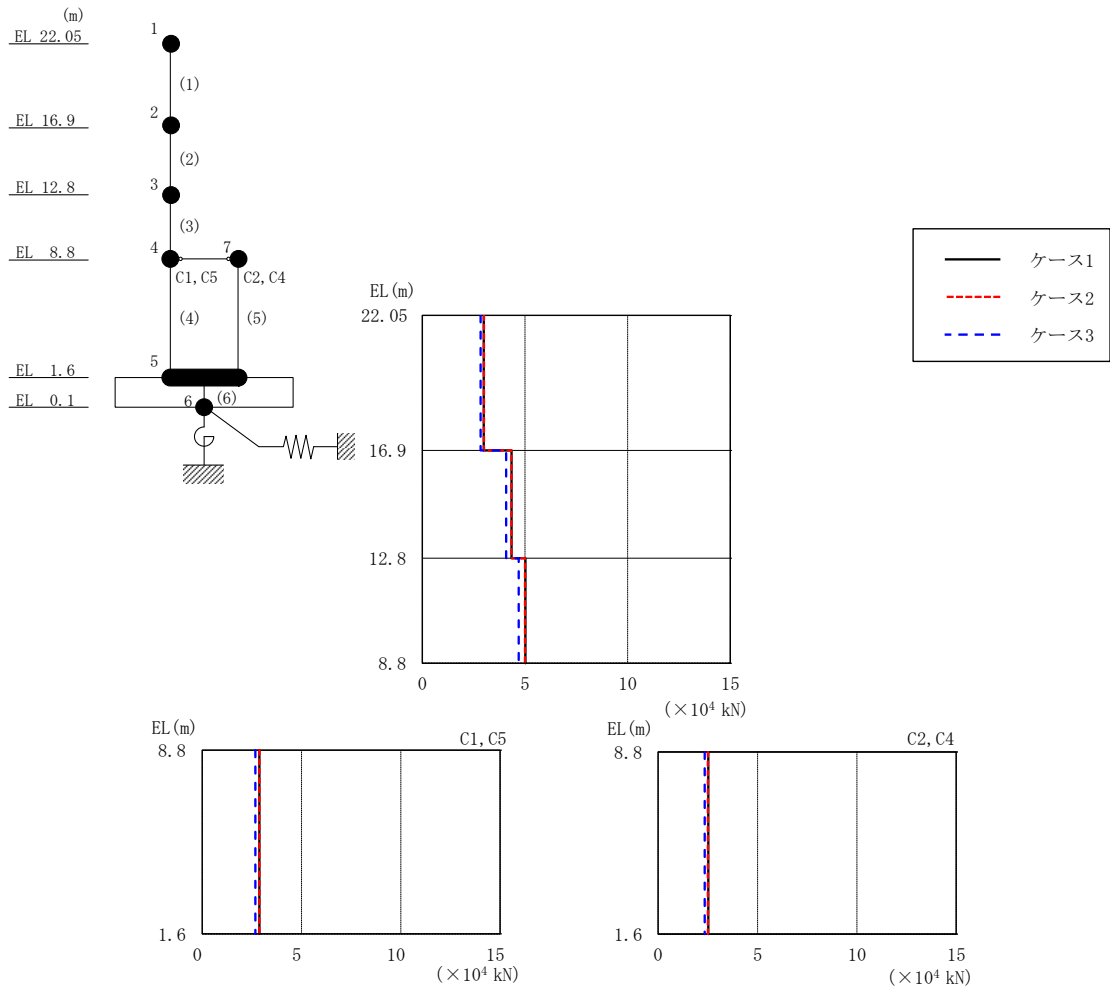 (m)
EL 22.05
1
(1)
EL 16.9
2
(2)
EL 12.8
3
(3)
EL 8.8
4
7
C1,C5
C2,C4
(4)
(5)
EL 1.6
5
EL 0.1
6
(6)
ケース1
ケース2
ケース3
EL(m)
22.05
16.9
12.8
8.8
0 5 10 15
(×10⁴ kN)
EL(m)
C1,C5
8.8
1.6
0 5 10 15
(×10⁴ kN)
EL(m)
C2,C4
8.8
1.6
0 5 10 15
(×10⁴ kN)